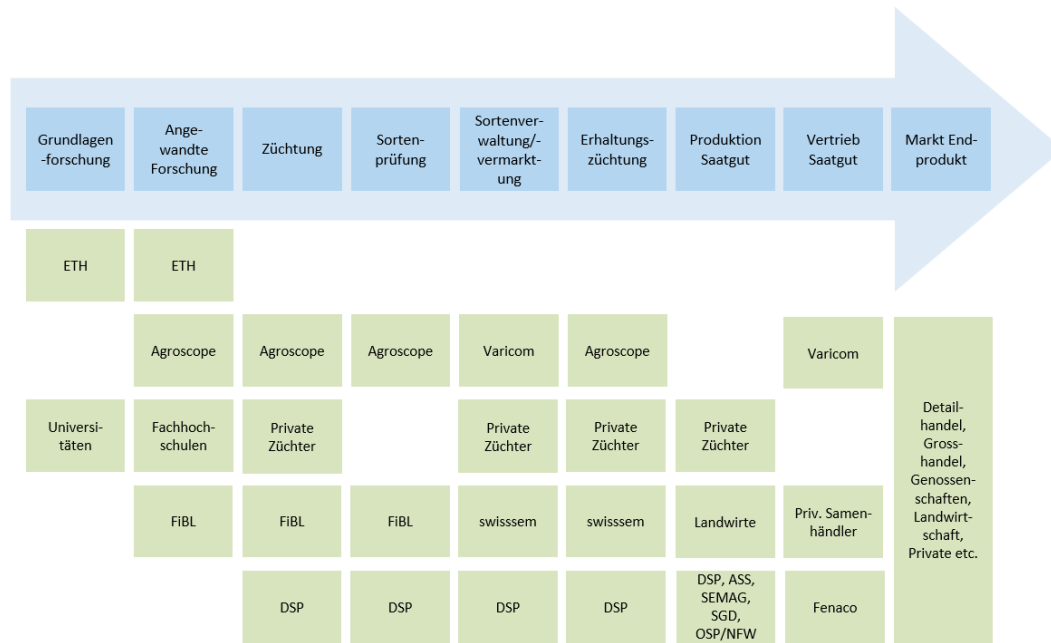 Grundlagen
-forschung
Ange-
wandte
Forschung
Züchtung
Sorten-
prüfung
Sortenver-
waltung/-
vermarkt-
ung
Erhaltungs-
züchtung
Produktion
Saatgut
Vertrieb
Saatgut
Markt End-
produkt
ETH
ETH
Agroscope
Agroscope
Agroscope
Varicom
Agroscope
Varicom
Universi-
täten
Fachhoch-
schulen
Private
Züchter
Private
Züchter
Private
Züchter
Private
Züchter
FiBL
FiBL
FiBL
swisssem
swisssem
Landwirte
Priv. Samen-
händler
DSP
DSP
DSP
DSP
DSP, ASS,
SEMAG,
SGD,
OSP/NFW
Fenaco
Detail-
handel,
Gross-
handel,
Genossen-
schaften,
Landwirt-
schaft,
Private etc.